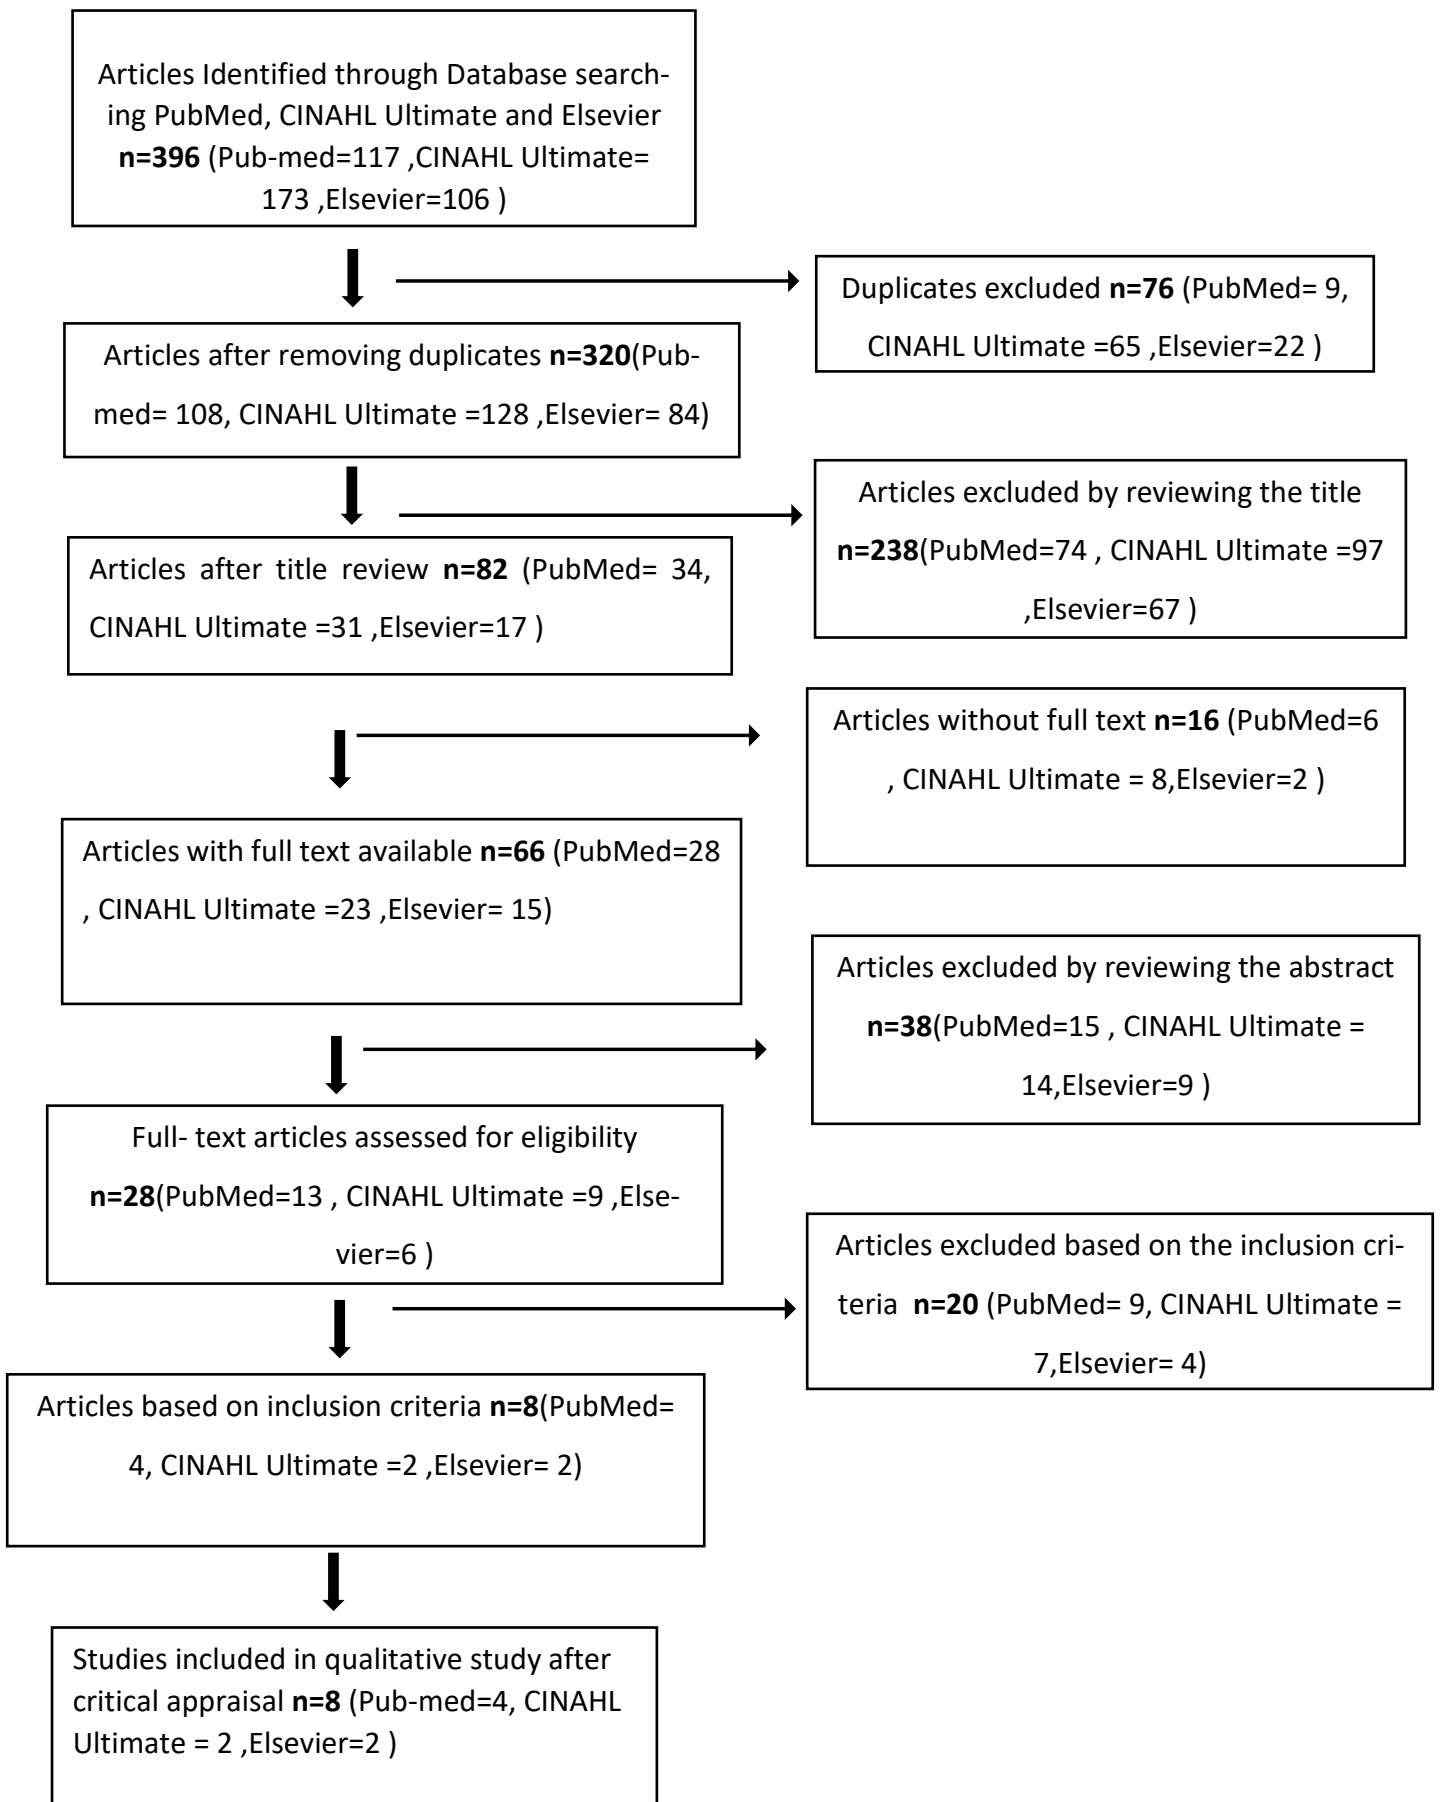 Articles Identified through Database search-
ing PubMed, CINAHL Ultimate and Elsevier
n=396 (Pub-med=117 ,CINAHL Ultimate=
173 ,Elsevier=106 )
Duplicates excluded n=76 (PubMed= 9,
CINAHL Ultimate =65 ,Elsevier=22 )
Articles after removing duplicates n=320(Pub-
med= 108, CINAHL Ultimate =128 ,Elsevier= 84)
Articles excluded by reviewing the title
n=238(PubMed=74 , CINAHL Ultimate =97
,Elsevier=67 )
Articles after title review n=82 (PubMed= 34,
CINAHL Ultimate =31 ,Elsevier=17 )
Articles without full text n=16 (PubMed=6
, CINAHL Ultimate = 8,Elsevier=2 )
Articles with full text available n=66 (PubMed=28
, CINAHL Ultimate =23 ,Elsevier= 15)
Articles excluded by reviewing the abstract
n=38(PubMed=15 , CINAHL Ultimate =
14,Elsevier=9 )
Full- text articles assessed for eligibility
n=28(PubMed=13 , CINAHL Ultimate =9 ,Else-
vier=6 )
Articles excluded based on the inclusion cri-
teria n=20 (PubMed= 9, CINAHL Ultimate =
7,Elsevier= 4)
Articles based on inclusion criteria n=8(PubMed=
4, CINAHL Ultimate =2 ,Elsevier= 2)
Studies included in qualitative study after
critical appraisal n=8 (Pub-med=4, CINAHL
Ultimate = 2 ,Elsevier=2 )